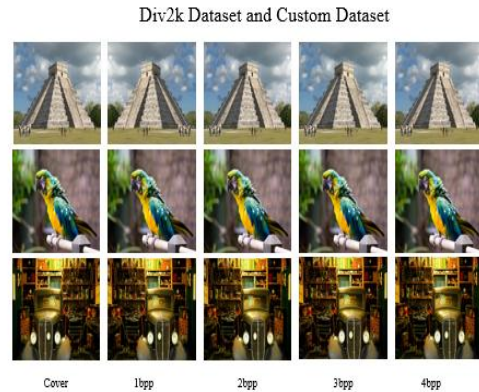 Div2k Dataset and Custom Dataset
Cover 1bpp 2bpp 3bpp 4bpp